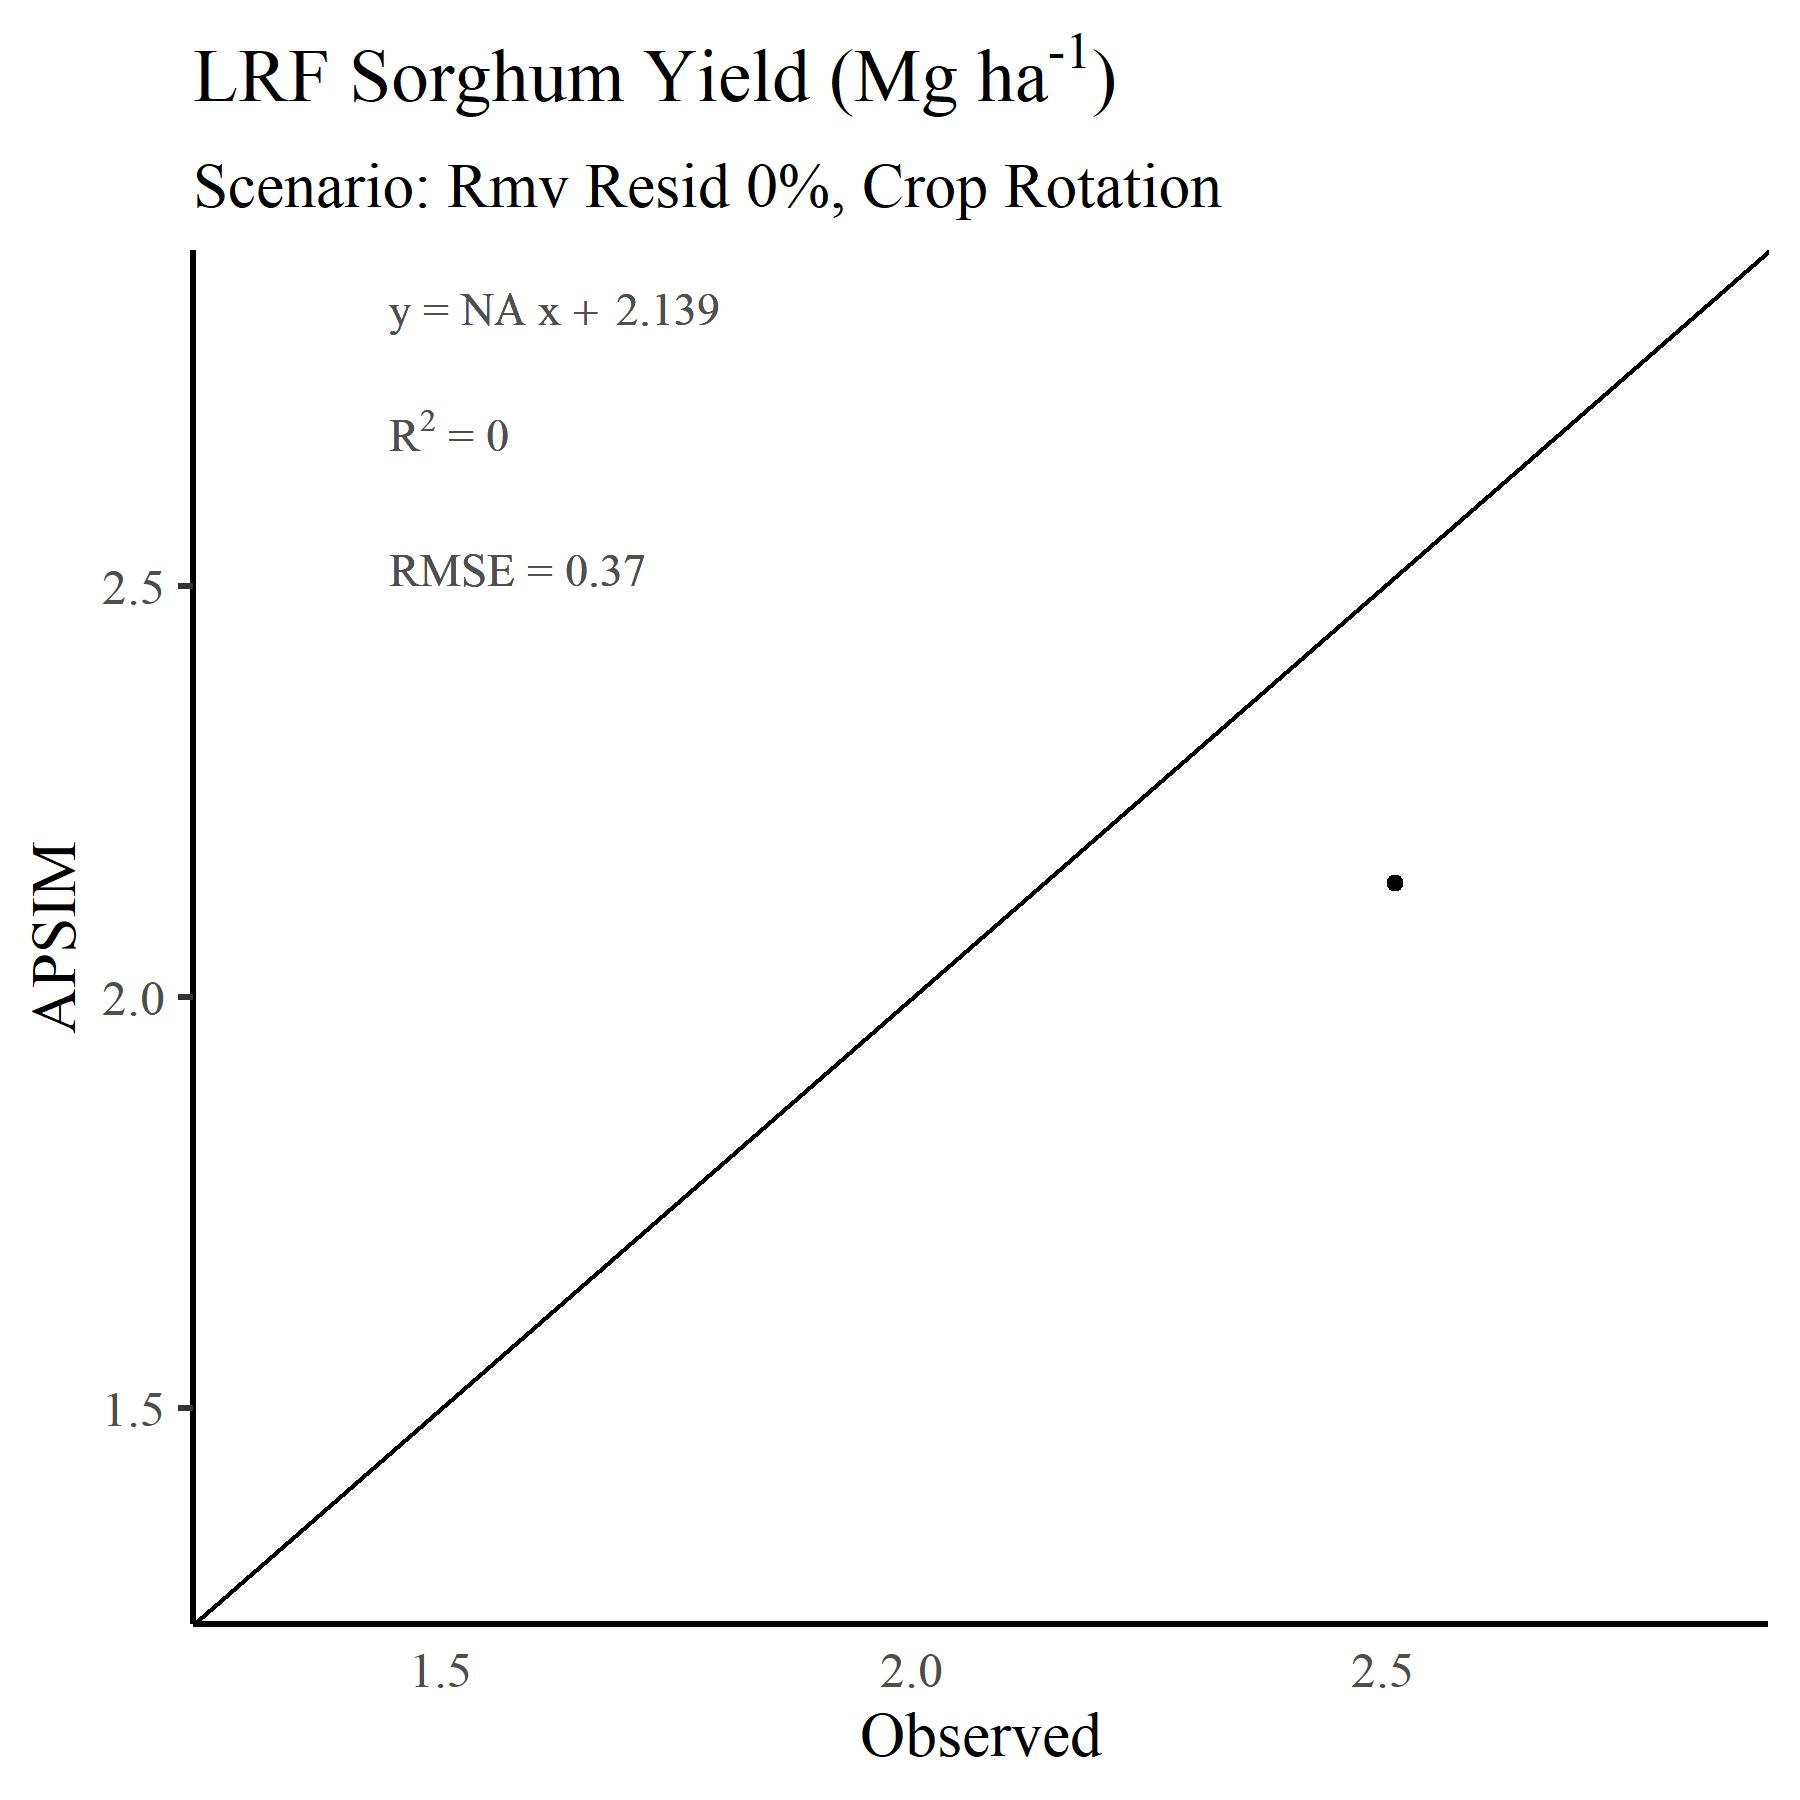 LRF Sorghum Yield (Mg ha⁻¹)
Scenario: Rmv Resid 0%, Crop Rotation
y = NA x + 2.139
R² = 0
RMSE = 0.37
2.5
2.0
1.5
APSIM
1.5 2.0 2.5
Observed